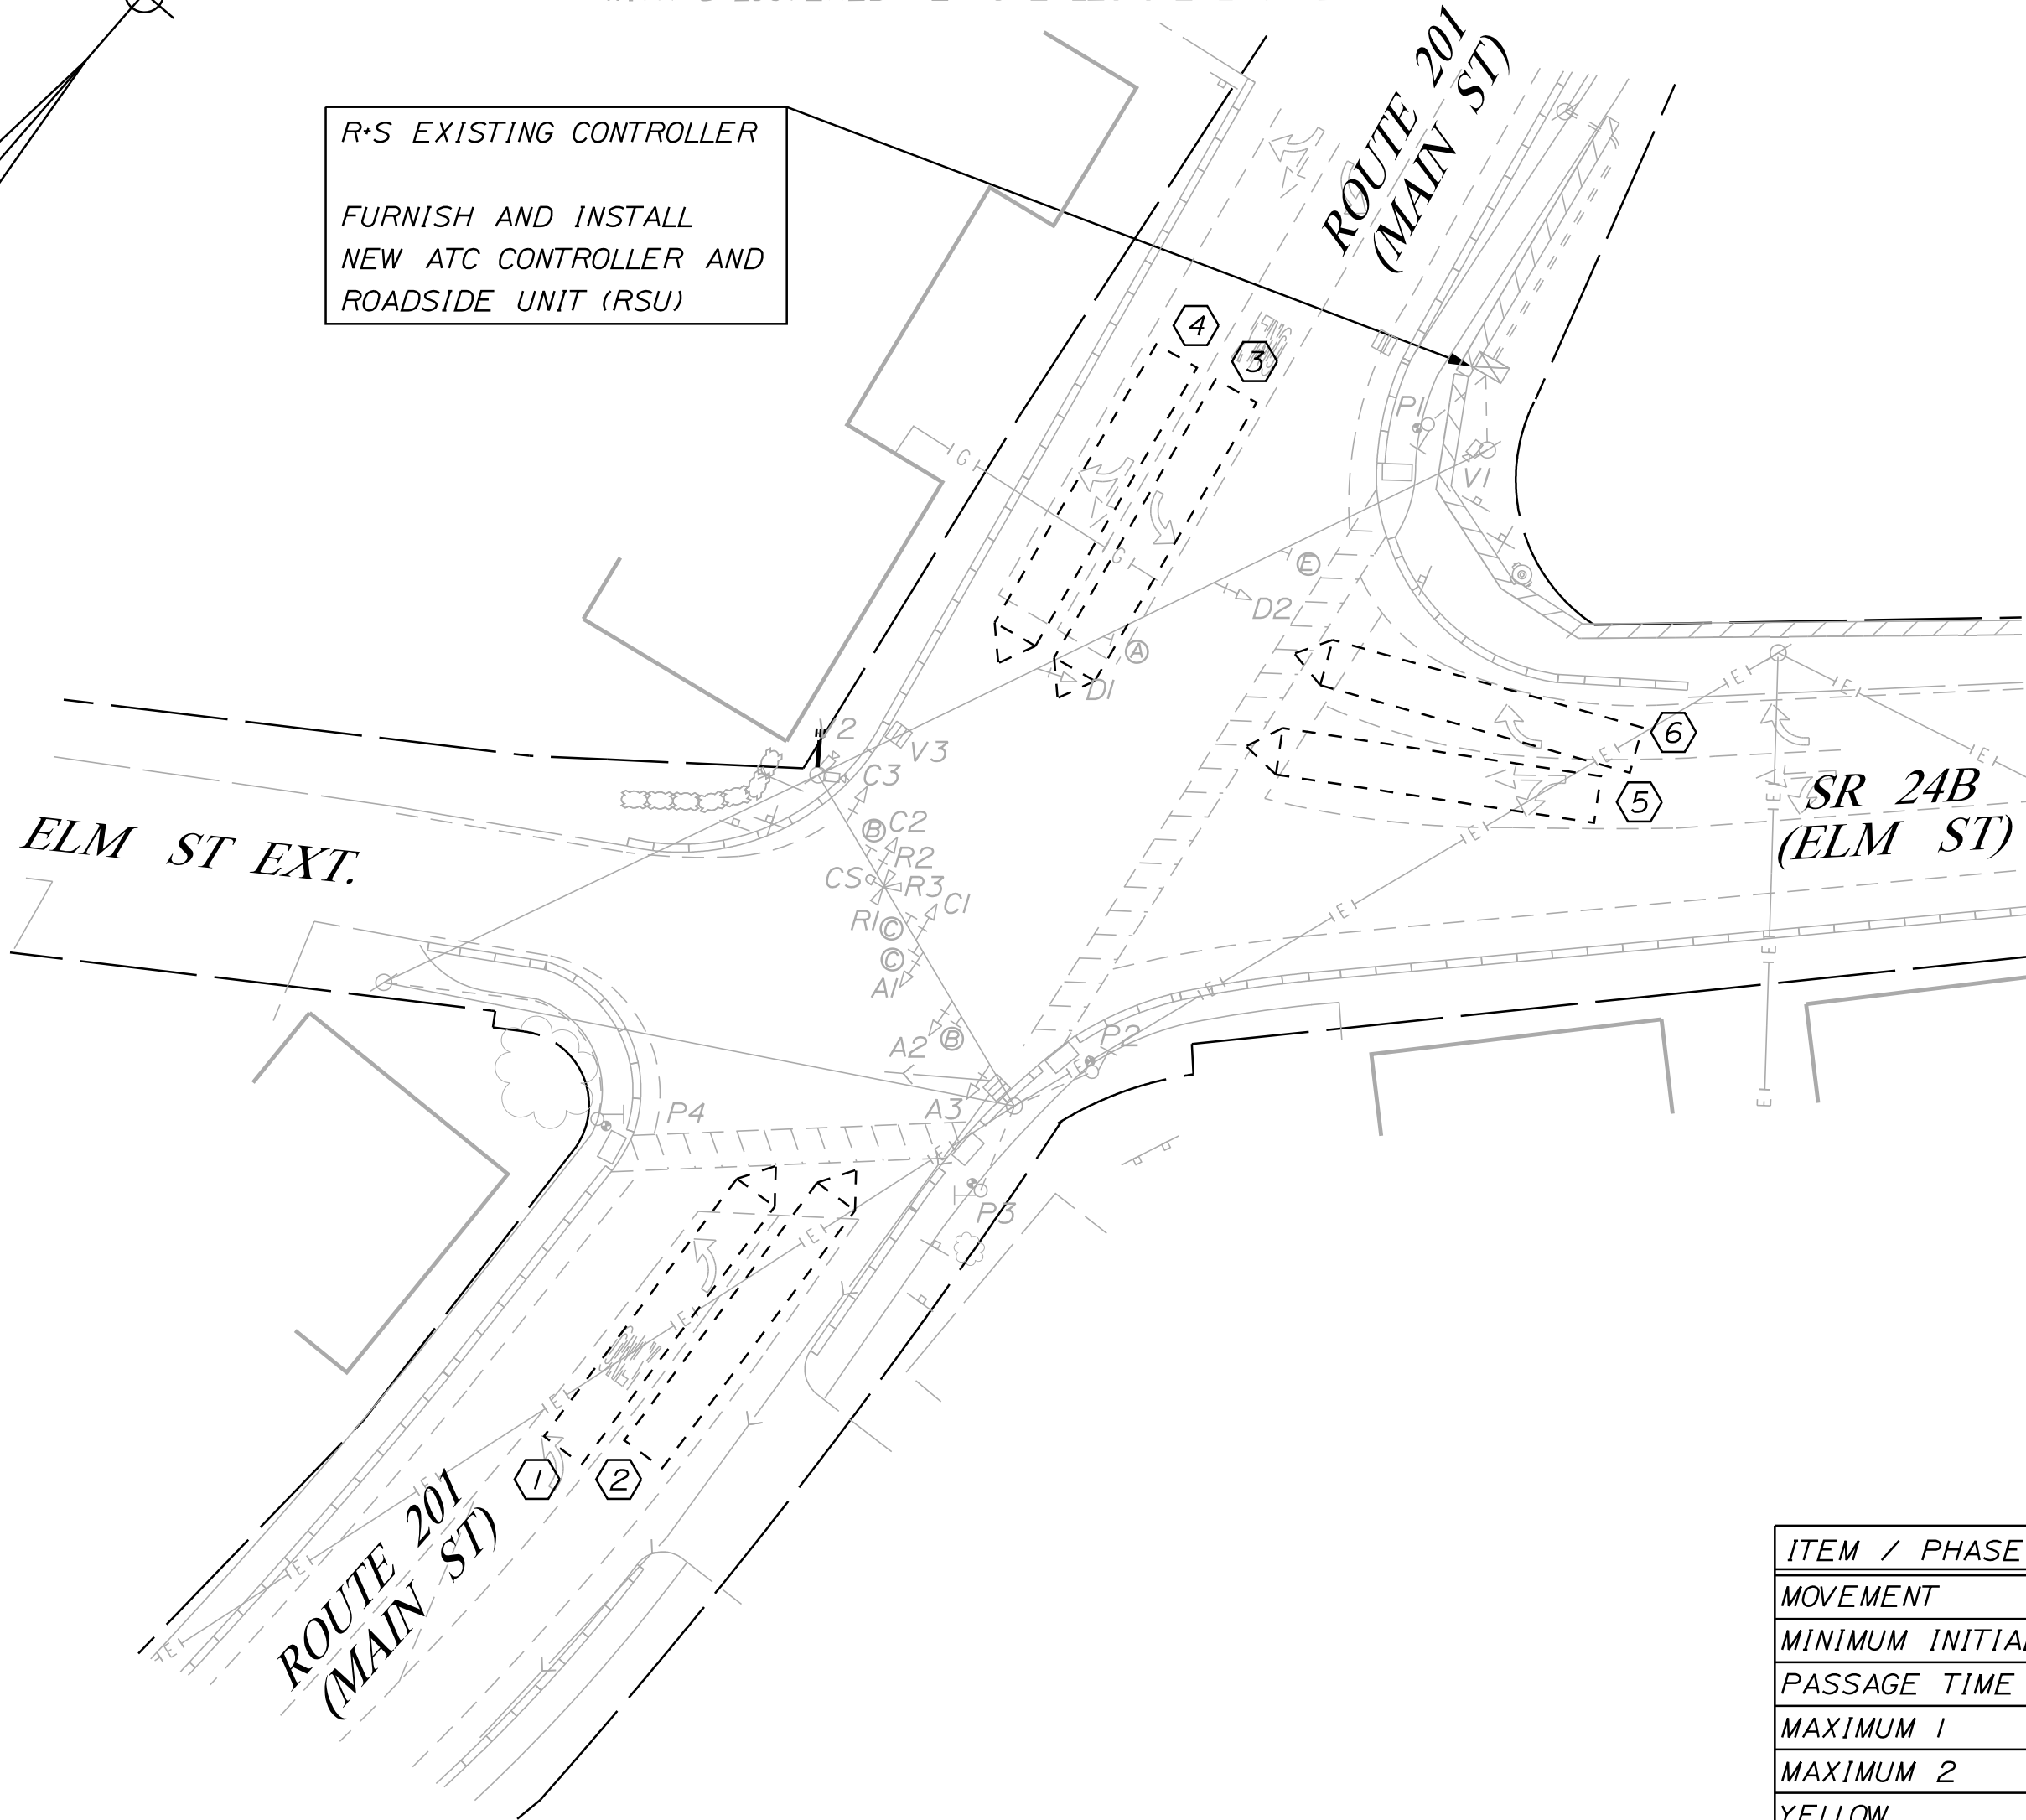 R+S EXISTING CONTROLLER
FURNISH AND INSTALL
NEW ATC CONTROLLER AND
ROADSIDE UNIT (RSU)
ROUTE 201
(MAIN ST)
4
3
P1
V1
G
G
E
D2
A
D1
6
5
E
E
E
E
E
E
E
E
E
E
SR 24B
(ELM ST)
V2
V3
C3
B
C2
R2
CS
R3
C1
R1
C
C
A1
A2
B
P2
E
A3
P4
E
P3
ELM ST EXT.
E
E
E
E
E
E
1
2
ROUTE 201
(MAIN ST)
ITEM / PHASE
MOVEMENT
MINIMUM INITIAL
PASSAGE TIME
MAXIMUM 1
MAXIMUM 2
YELLOW